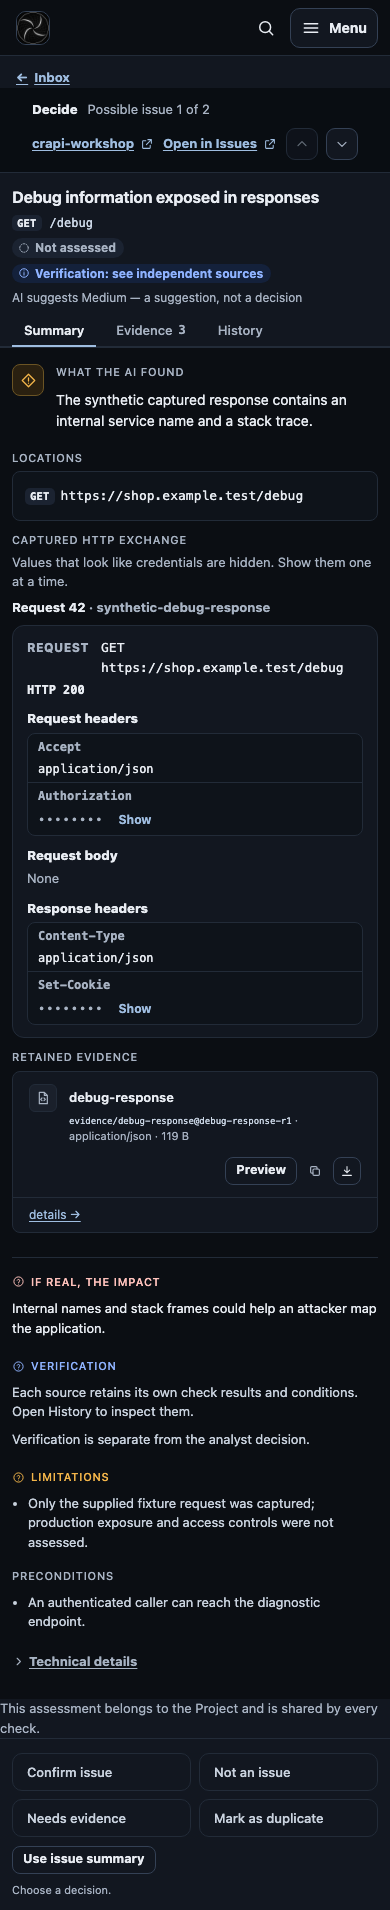 Menu
← Inbox
Decide Possible issue 1 of 2
crapi-workshop Open in Issues
Debug information exposed in responses
GET /debug
Not assessed
Verification: see independent sources
AI suggests Medium — a suggestion, not a decision
Summary Evidence 3 History
WHAT THE AI FOUND
The synthetic captured response contains an
internal service name and a stack trace.
LOCATIONS
GET https://shop.example.test/debug
CAPTURED HTTP EXCHANGE
Values that look like credentials are hidden. Show them one
at a time.
Request 42 · synthetic-debug-response
REQUEST GET
https://shop.example.test/debug
HTTP 200
Request headers
Accept
application/json
Authorization
•••••••• Show
Request body
None
Response headers
Content-Type
application/json
Set-Cookie
•••••••• Show
RETAINED EVIDENCE
debug-response
evidence/debug-response@debug-response-r1 ·
application/json · 119 B
Preview
details →
IF REAL, THE IMPACT
Internal names and stack frames could help an attacker map
the application.
VERIFICATION
Each source retains its own check results and conditions.
Open History to inspect them.
Verification is separate from the analyst decision.
LIMITATIONS
• Only the supplied fixture request was captured;
production exposure and access controls were not
assessed.
PRECONDITIONS
• An authenticated caller can reach the diagnostic
endpoint.
Technical details
This assessment belongs to the Project and is shared by every
check.
Confirm issue Not an issue
Needs evidence Mark as duplicate
Use issue summary
Choose a decision.